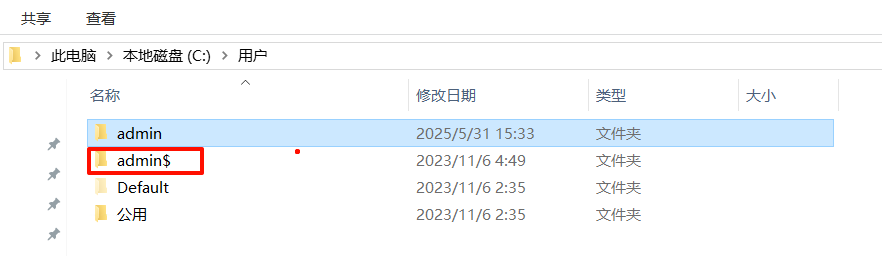 共享 查看
此电脑 本地磁盘 (C:) 用户
名称 修改日期 类型 大小
admin 2025/5/31 15:33 文件夹
admin$ 2023/11/6 4:49 文件夹
Default 2023/11/6 2:35 文件夹
公用 2023/11/6 2:35 文件夹